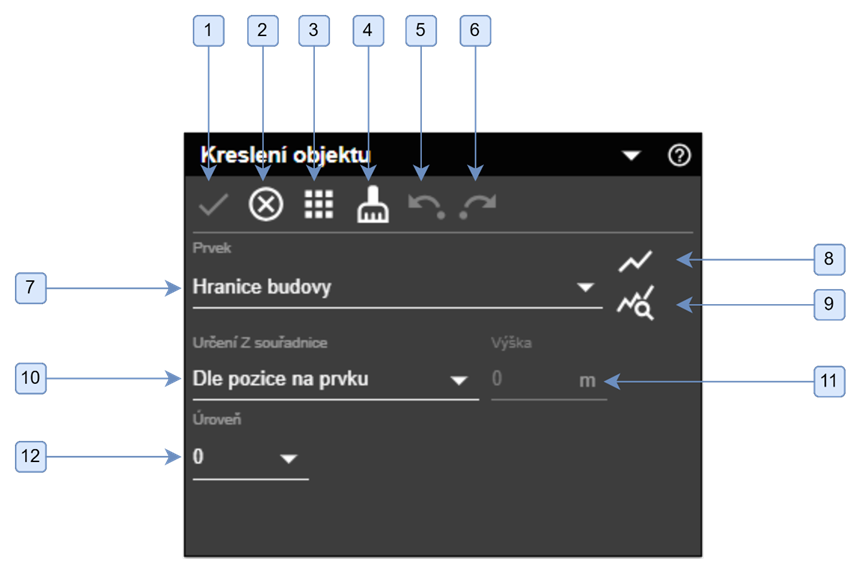 1 2 3 4 5 6
Kreslení objektu
Prvek
8
7 Hranice budovy
9
Určení Z souřadnice Výška
10 Dle pozice na prvku 0 m 11
Úroveň
12 0